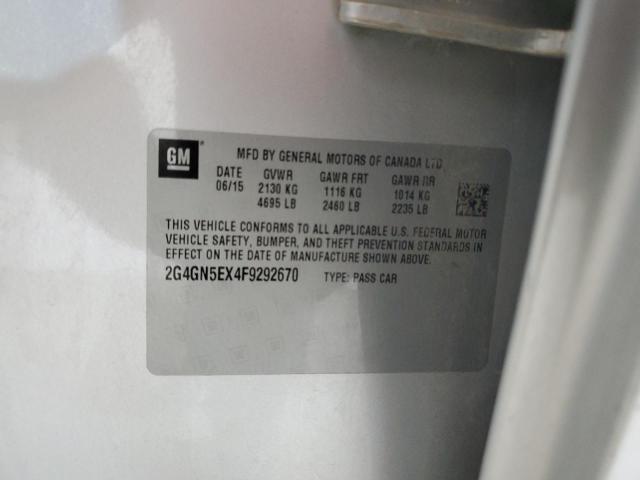 GM
MFD BY GENERAL MOTORS OF CANADA LTD
DATE GVWR GAWR FRT GAWR RR
06/15 2130 KG 1116 KG 1014 KG
4695 LB 2460 LB 2235 LB
THIS VEHICLE CONFORMS TO ALL APPLICABLE U.S. FEDERAL MOTOR
VEHICLE SAFETY, BUMPER, AND THEFT PREVENTION STANDARDS IN
EFFECT ON THE DATE OF MANUFACTURE SHOWN ABOVE.
2G4GN5EX4F9292670 TYPE: PASS CAR